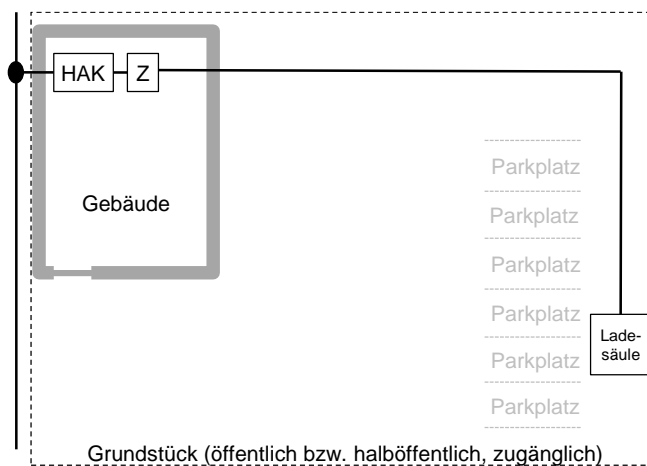 HAK
Z
Gebäude
Parkplatz
Parkplatz
Parkplatz
Parkplatz
Parkplatz
Parkplatz
Lade-
säule
Grundstück (öffentlich bzw. halböffentlich, zugänglich)